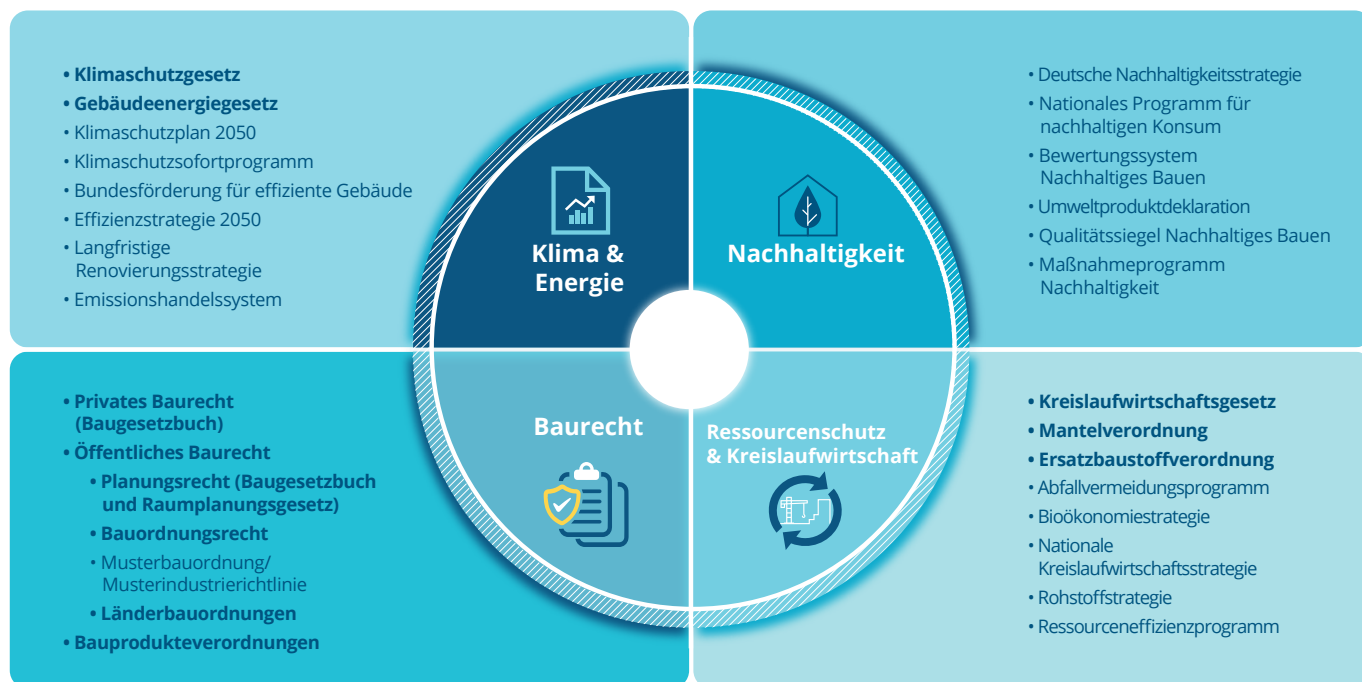 • Klimaschutzgesetz
• Gebäudeenergiegesetz
• Klimaschutzplan 2050
• Klimaschutzsofortprogramm
• Bundesförderung für effiziente Gebäude
• Effizienzstrategie 2050
• Langfristige
Renovierungsstrategie
• Emissionshandelssystem
Klima &
Energie
Nachhaltigkeit
• Deutsche Nachhaltigkeitsstrategie
• Nationales Programm für
nachhaltigen Konsum
• Bewertungssystem
Nachhaltiges Bauen
• Umweltproduktdeklaration
• Qualitätssiegel Nachhaltiges Bauen
• Maßnahmeprogramm
Nachhaltigkeit
• Privates Baurecht
(Baugesetzbuch)
• Öffentliches Baurecht
• Planungsrecht (Baugesetzbuch
und Raumplanungsgesetz)
• Bauordnungsrecht
• Musterbauordnung/
Musterindustrierichtlinie
• Länderbauordnungen
• Bauprodukteverordnungen
Baurecht
Ressourcenschutz
& Kreislaufwirtschaft
• Kreislaufwirtschaftsgesetz
• Mantelverordnung
• Ersatzbaustoffverordnung
• Abfallvermeidungsprogramm
• Bioökonomiestrategie
• Nationale
Kreislaufwirtschaftsstrategie
• Rohstoffstrategie
• Ressourceneffizienzprogramm